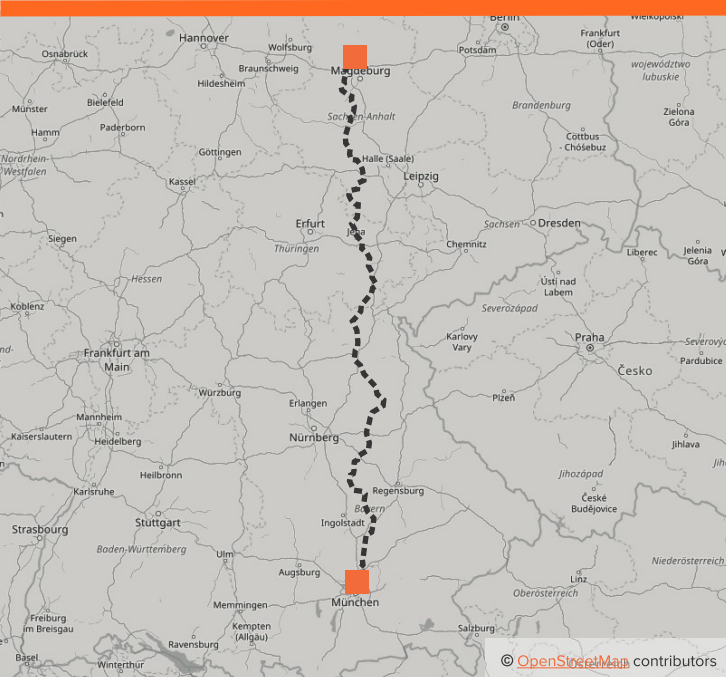 Berlin
Hannover
Wolfsburg
Osnabrück
Braunschweig
Magdeburg
Potsdam
Frankfurt
(Oder)
województwo
lubuskie
Hildesheim
Münster
Bielefeld
Sachsen-Anhalt
Brandenburg
Zielona
Góra
Hamm
Paderborn
Cottbus
- Chóśebuz
Nordrhein-
Westfalen
Göttingen
Halle (Saale)
Leipzig
Kassel
Siegen
Erfurt
Jena
Sachsen
Dresden
Thüringen
Chemnitz
Liberec
Jelenia
Góra
Hessen
Ústí nad
Labem
Koblenz
Severozápad
Karlovy
Vary
Praha
Severový
Frankfurt am
Main
Pardubice
Česko
Würzburg
Erlangen
Plzeň
Mannheim
Kaiserslautern
Heidelberg
Nürnberg
Jihlava
Heilbronn
Jihozápad
Jih
Karlsruhe
Regensburg
České
Budějovice
Bayern
Strasbourg
Stuttgart
Ingolstadt
Baden-Württemberg
Ulm
Augsburg
Niederösterreich
Linz
Oberösterreich
Memmingen
München
Freiburg
im Breisgau
Kempten
(Allgäu)
Salzburg
Ravensburg
Basel
Winterthur
© OpenStreetMap contributors